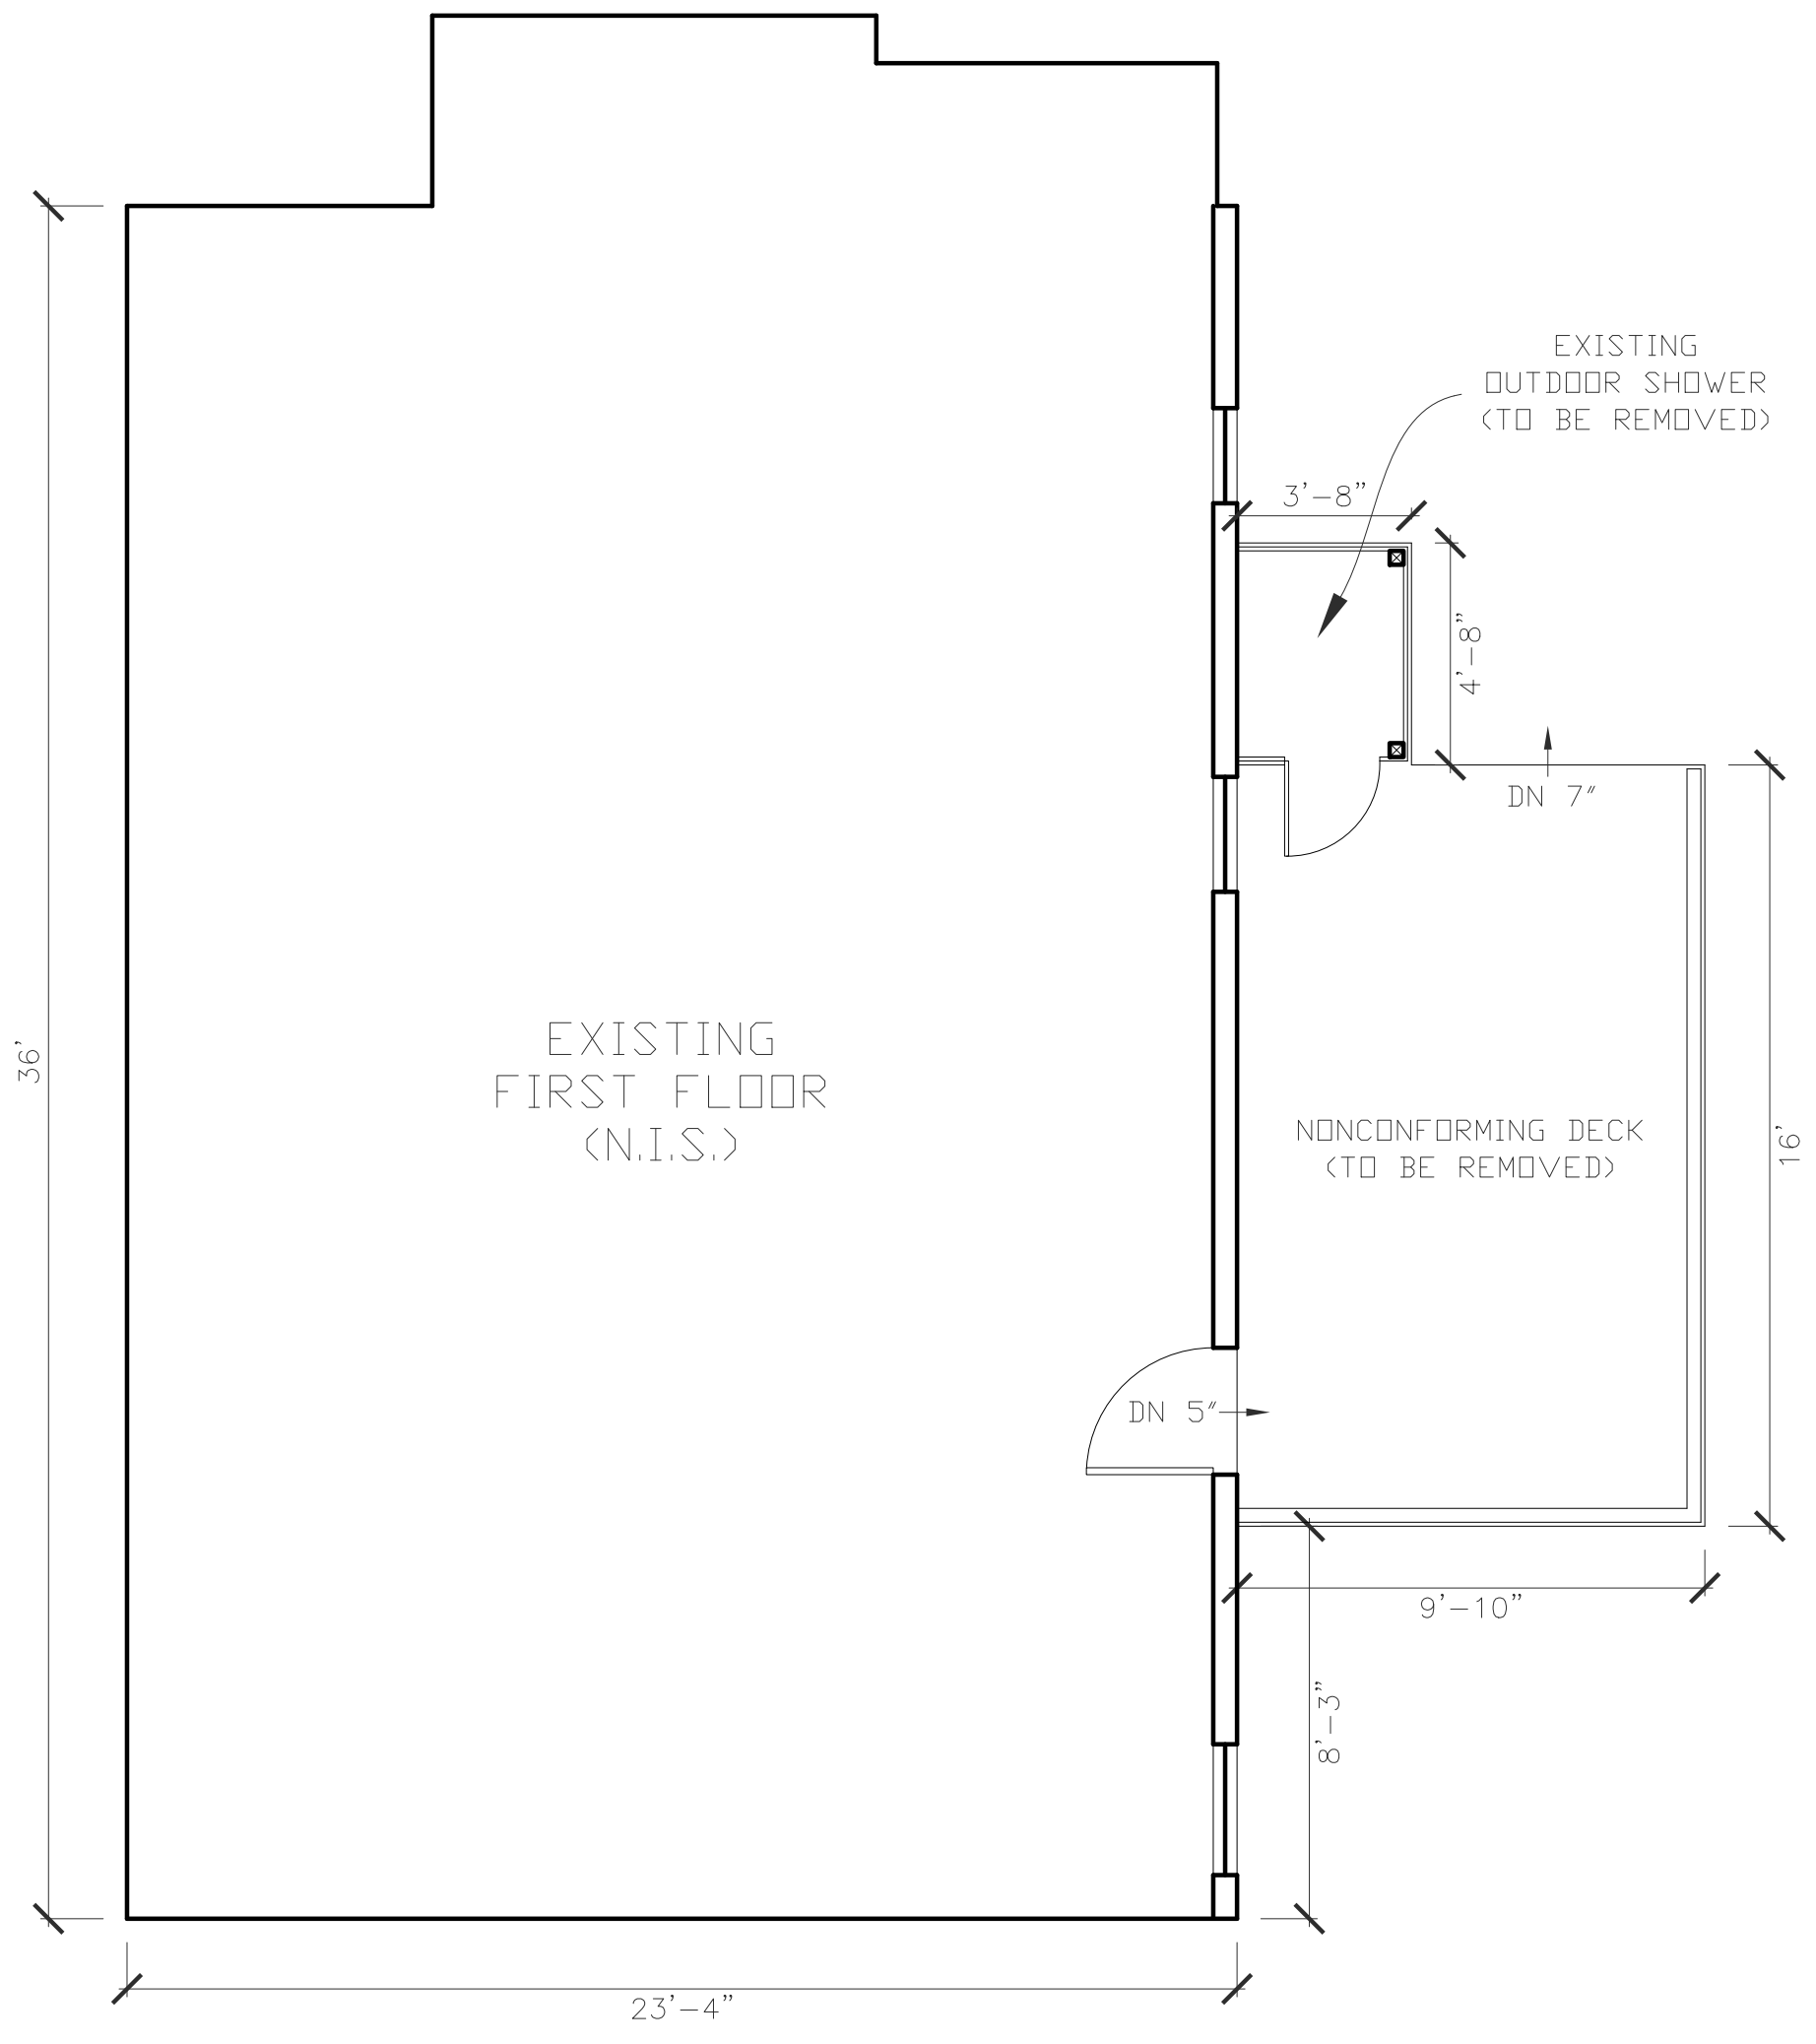 EXISTING
OUTDOOR SHOWER
(TO BE REMOVED)
3'-8"
4'-8"
DN 7"
36'
EXISTING
FIRST FLOOR
(N.I.S.)
NONCONFORMING DECK
(TO BE REMOVED)
16'
DN 5"
9'-10"
8'-3"
23'-4"